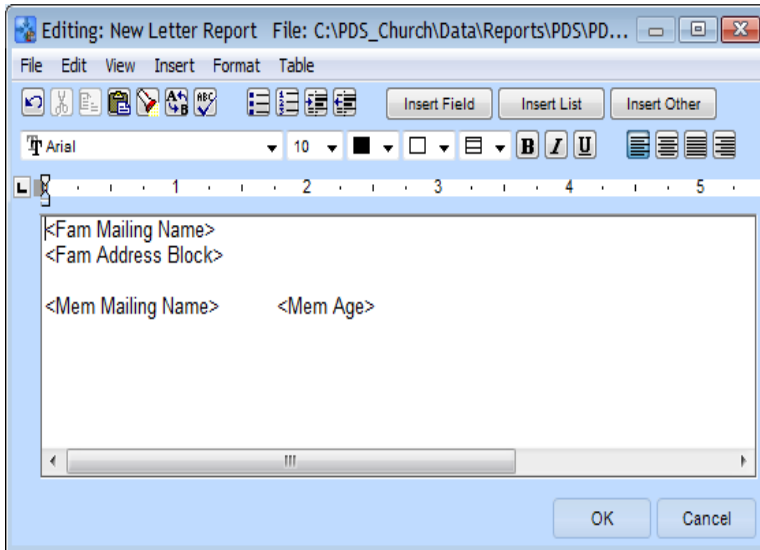 Editing: New Letter Report File: C:\PDS_Church\Data\Reports\PDS\PD...
File Edit View Insert Format Table
ABC Insert Field Insert List Insert Other
Arial 10 B I U
L 1 2 3 4 5
<Fam Mailing Name>
<Fam Address Block>
<Mem Mailing Name> <Mem Age>
OK Cancel